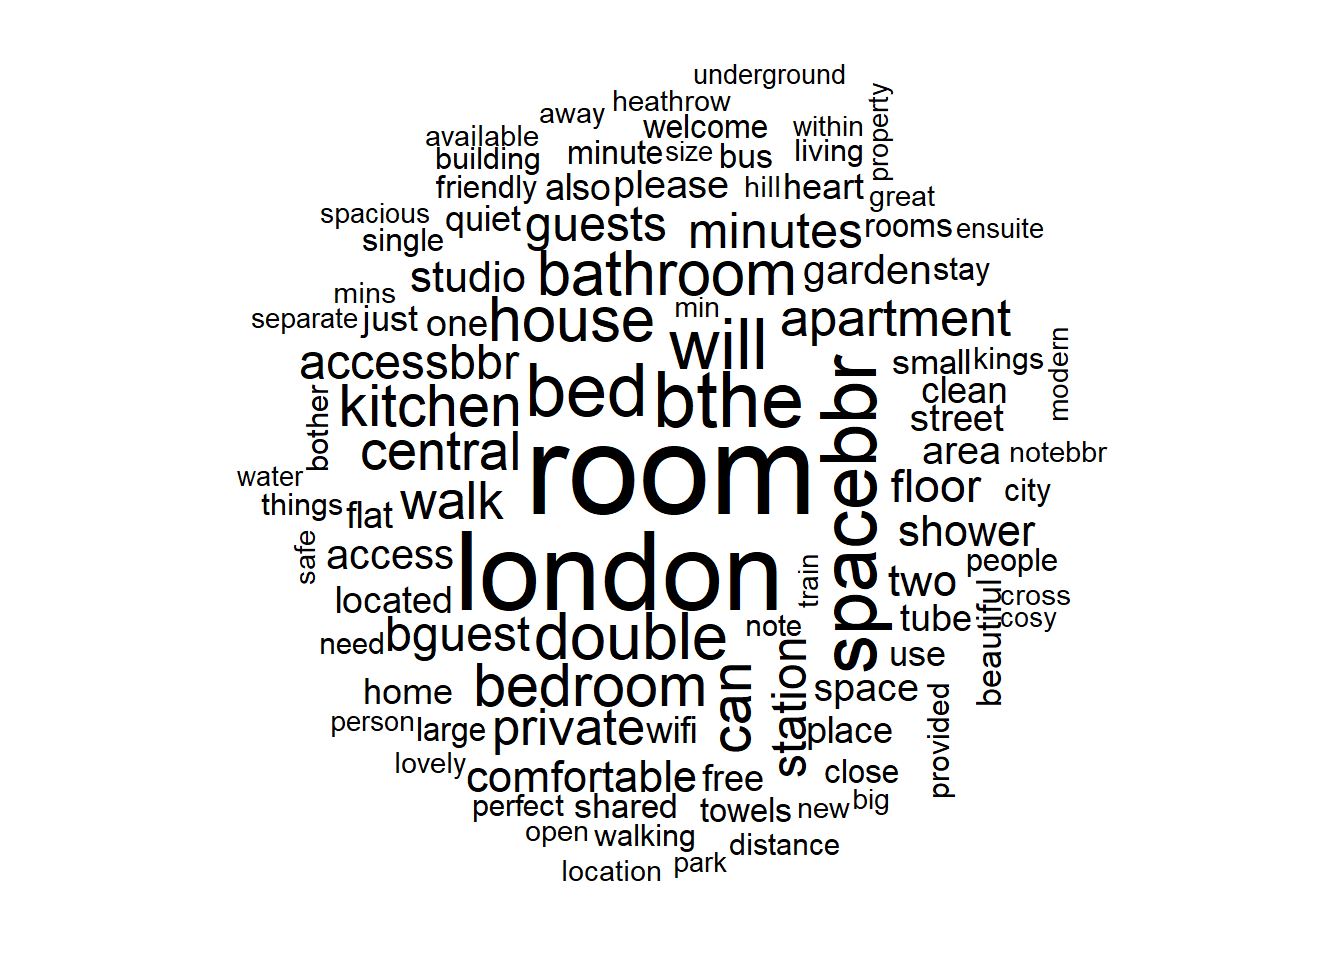 underground
away heathrow property
available welcome within
building minute size bus living
friendly also please hill heart great
spacious quiet guests minutes rooms ensuite
single
studio bathroom garden stay
mins min
separate just one house will apartment
accessbbr bed bthe spacebbr small kings modern
kitchen clean
bother central room street
area notebbr
water
things flat walk floor city
safe access london train shower people
located two cross
need bguest double note tube beautiful cosy
use
home bedroom can station space
person large private wifi place provided
lovely comfortable free close
perfect shared towels new big
open walking distance
location park